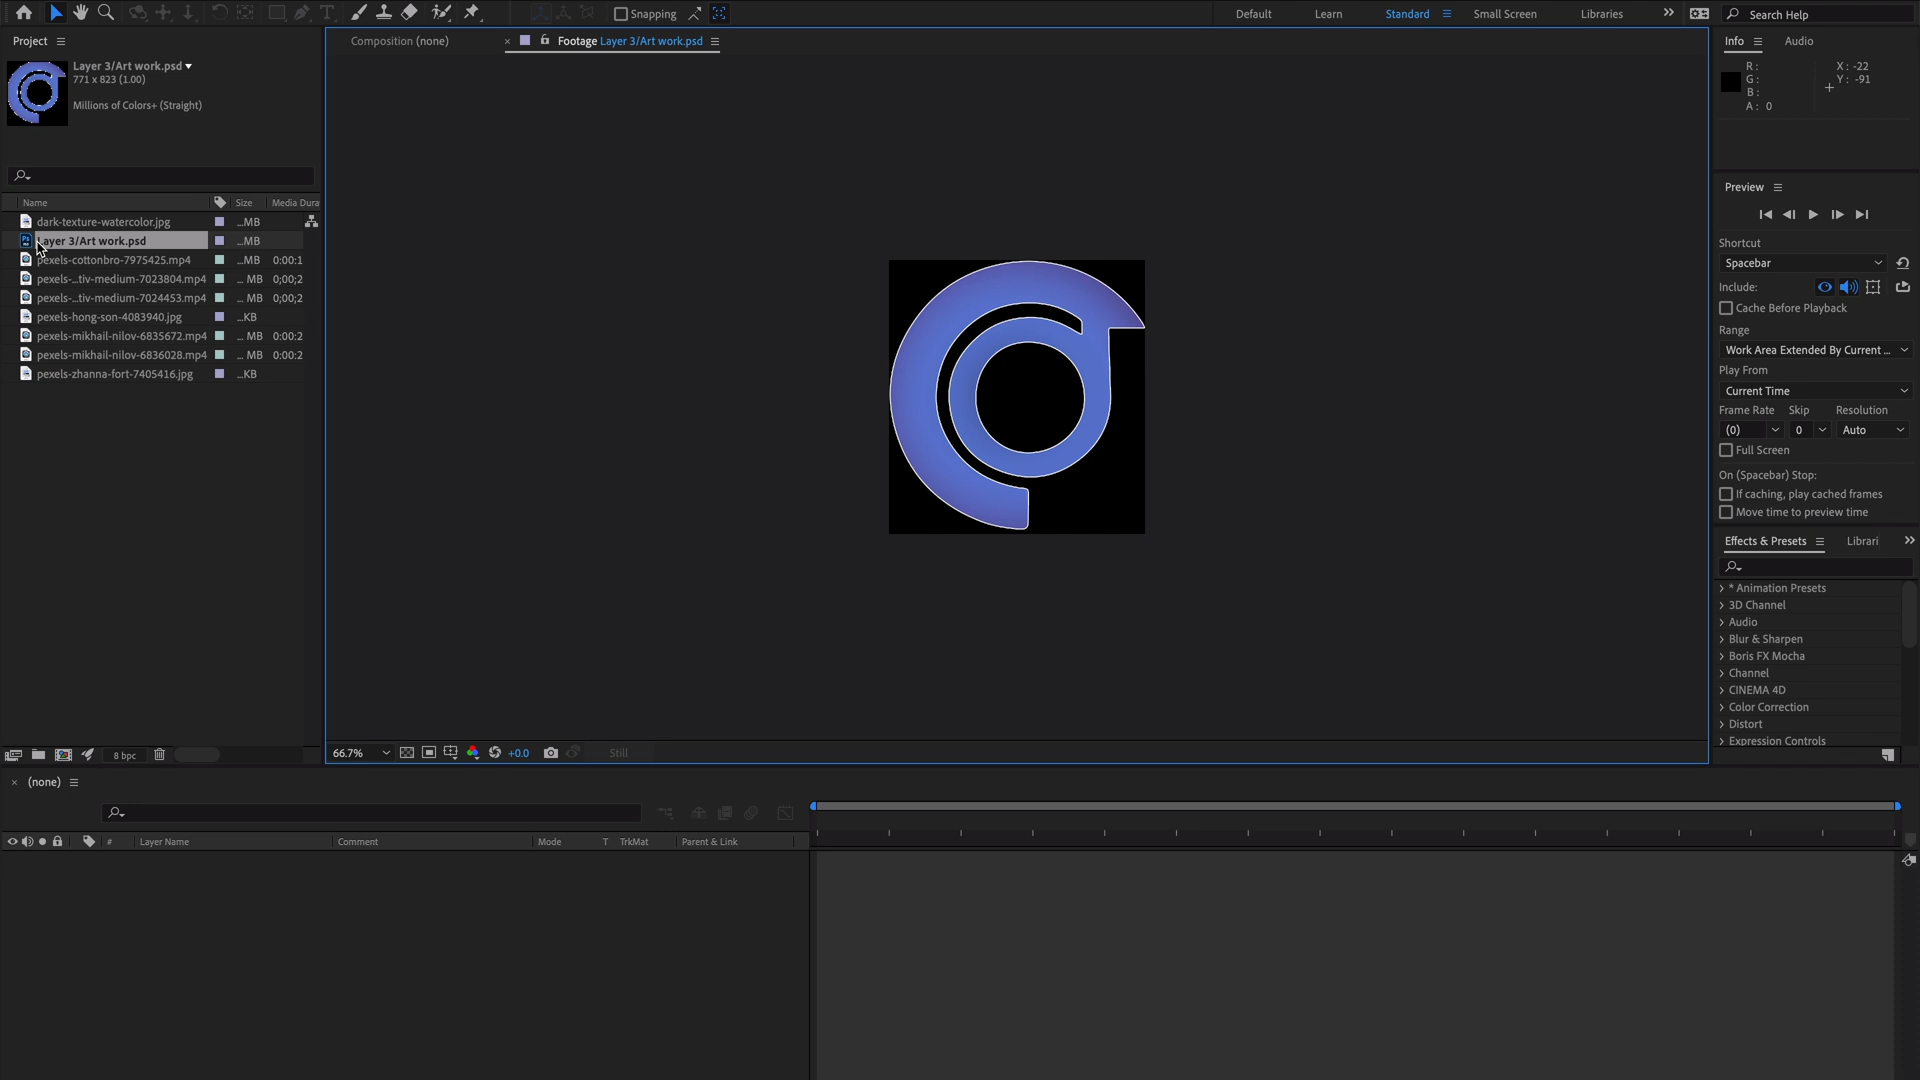 Snapping
Default
Learn
Standard
Small Screen
Libraries
Search Help
Project
Composition (none)
Footage Layer 3/Art work.psd
Info
Audio
Layer 3/Art work.psd
771 x 823 (1.00)
Millions of Colors+ (Straight)
R :
G :
B :
A : 0
X : -22
Y : -91
Preview
Name
Size
Media Dura
dark-texture-watercolor.jpg ...MB
Layer 3/Art work.psd ...MB
pexels-cottonbro-7975425.mp4 ...MB 0:00:1
pexels-...tiv-medium-7023804.mp4 ... MB 0;00;2
pexels-...tiv-medium-7024453.mp4 ... MB 0;00;2
pexels-hong-son-4083940.jpg ...KB
pexels-mikhail-nilov-6835672.mp4 ... MB 0:00:2
pexels-mikhail-nilov-6836028.mp4 ... MB 0:00:2
pexels-zhanna-fort-7405416.jpg ...KB
Shortcut
Spacebar
Include:
Cache Before Playback
Range
Work Area Extended By Current ...
Play From
Current Time
Frame Rate Skip Resolution
(0) 0 Auto
Full Screen
On (Spacebar) Stop:
If caching, play cached frames
Move time to preview time
Effects & Presets
Librari
* Animation Presets
3D Channel
Audio
Blur & Sharpen
Boris FX Mocha
Channel
CINEMA 4D
Color Correction
Distort
Expression Controls
8 bpc
66.7%
+0.0
Still
(none)
# Layer Name Comment Mode T TrkMat Parent & Link